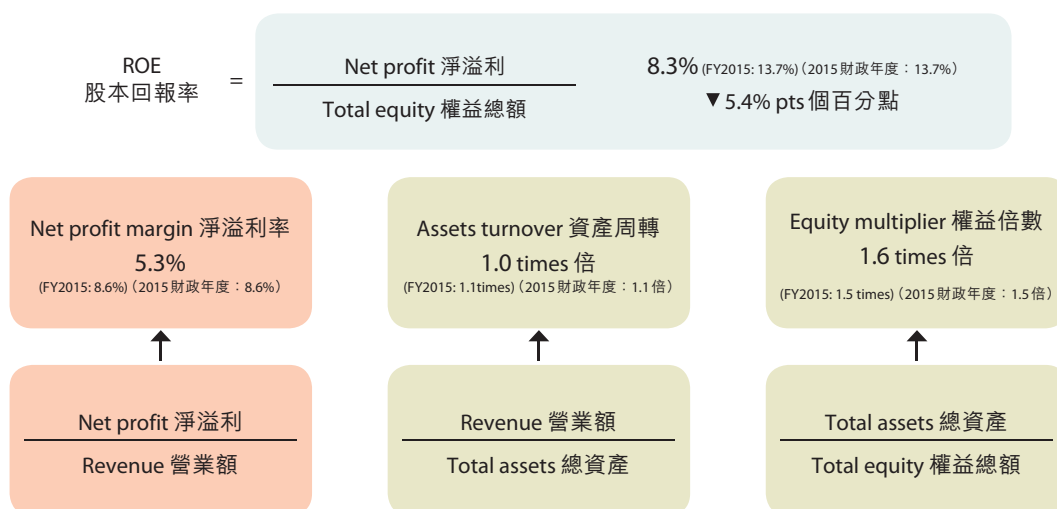 ROE
股本回報率
=
Net profit 淨溢利
Total equity 權益總額
8.3% (FY2015: 13.7%) (2015財政年度：13.7%)
▼5.4% pts 個百分點
Net profit margin 淨溢利率
5.3%
(FY2015: 8.6%) (2015財政年度：8.6%)
Assets turnover 資產周轉
1.0 times 倍
(FY2015: 1.1times) (2015財政年度：1.1倍)
Equity multiplier 權益倍數
1.6 times 倍
(FY2015: 1.5 times) (2015財政年度：1.5倍)
Net profit 淨溢利
Revenue 營業額
Revenue 營業額
Total assets 總資產
Total assets 總資產
Total equity 權益總額